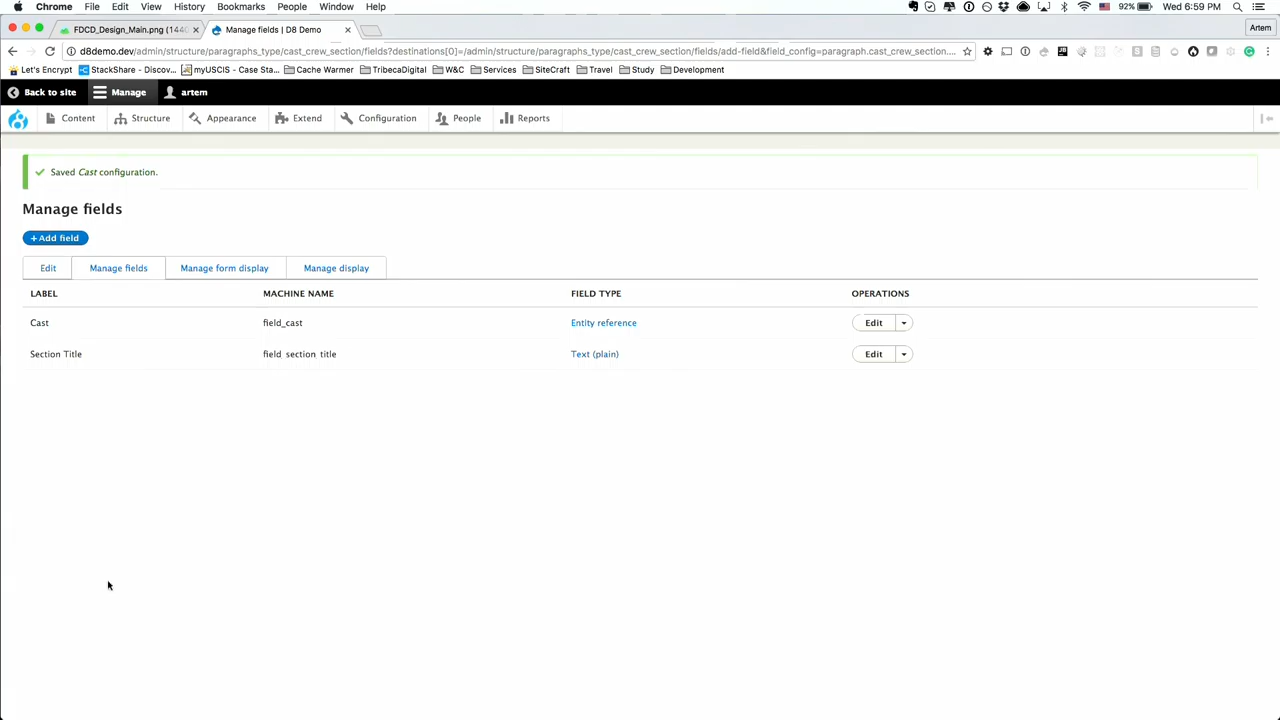 Chrome File Edit View History Bookmarks People Window Help 92% Wed 6:59 PM
FDCD_Design_Main.png (144( Manage fields | D8 Demo Artem
d8demo.dev/admin/structure/paragraphs_type/cast_crew_section/fields?destinations[0]=/admin/structure/paragraphs_type/cast_crew_section/fields/add-field&field_config=paragraph.cast_crew_section....
Let's Encrypt StackShare - Discov... myUSCIS - Case Sta... Cache Warmer TribecaDigital W&C Services SiteCraft Travel Study Development
Back to site Manage artem
Content Structure Appearance Extend Configuration People Reports
Saved Cast configuration.
Manage fields
+ Add field
Edit Manage fields Manage form display Manage display
LABEL MACHINE NAME FIELD TYPE OPERATIONS
Cast field_cast Entity reference Edit
Section Title field_section_title Text (plain) Edit